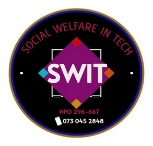 SOCIAL WELFARE IN TECH
SWIT
NPO 296-667
073 045 2848